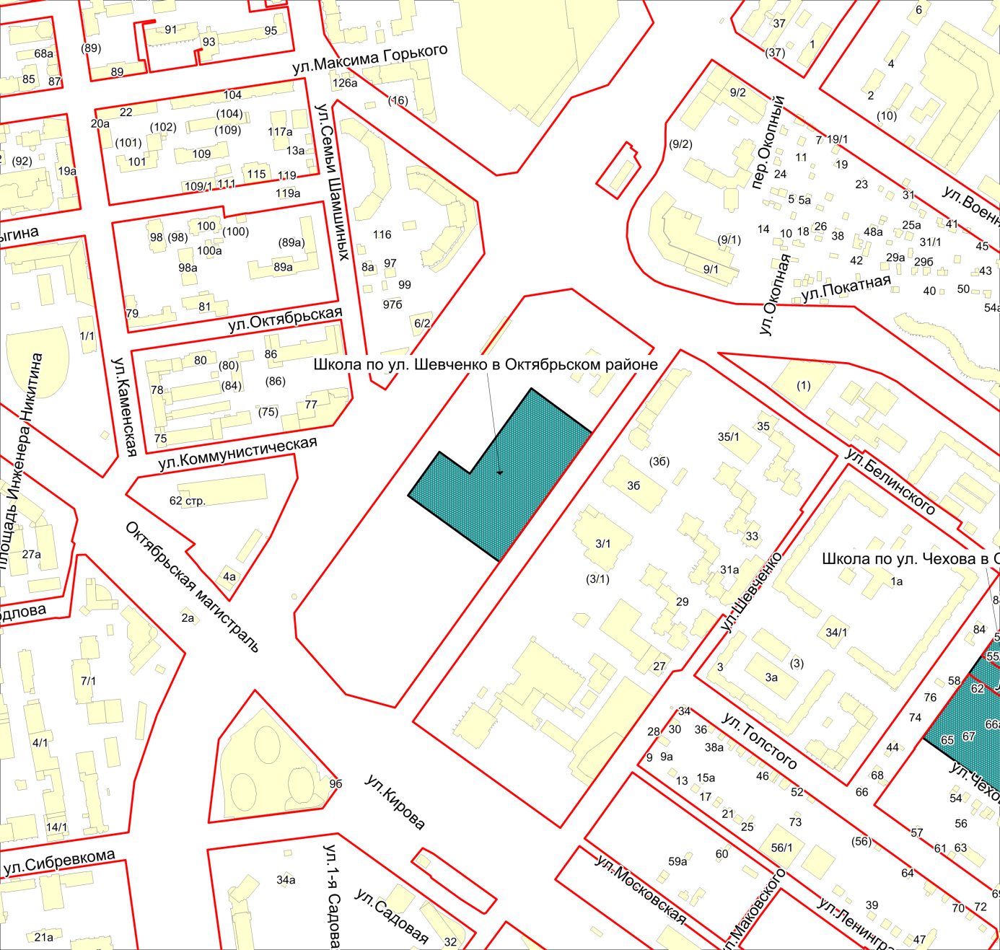 6
91
95
37
93
1
68а
(89)
(37)
4
85
87
89
ул.Максима Горького
126а
104
(16)
9/2
2
22
(104)
(10)
20а
(102)
(109)
117а
7
19/1
(101)
(9/2)
пер.Окопный
109
13а
11
(92)
101
19
19а
115
119
24
109/1
111
23
119а
5
5а
31
ул.Семьи Шамшиных
ул.Военн
100
(100)
14
10
18
26
38
48а
25а
41
98
(98)
116
(9/1)
31/1
45
100а
(89а)
98а
89а
8а
97
9/1
42
29а
29б
43
99
ул.Покатная
40
50
81
97б
54а
79
ул.Октябрьская
6/2
ул.Окопная
1/1
80
86
(80)
Школа по ул. Шевченко в Октябрьском районе
(86)
78
(84)
(1)
77
(75)
ул.Каменская
площадь Инженера Никитина
75
35
35/1
ул.Коммунистическая
(3б)
ул.Белинского
3б
62 стр.
33
3/1
27а
Октябрьская магистраль
Школа по ул. Чехова в О
31а
4а
(3/1)
1а
29
ул.Шевченко
2а
84
34/1
27
3
(3)
55
7/1
3а
58
62
76
34
74
28
30
36
ул.Толстого
66а
4/1
38а
65
67
44
9
9а
ул.Чехо
9б
13
15а
46
68
17
52
66
54
ул.Кирова
21
14/1
25
73
56
57
(56)
56/1
61
63
ул.Сибревкома
59а
60
64
34а
ул.1-я Садова
ул.Московская
ул.Маковского
39
70
72
ул.Садовая
ул.Ленингра
21а
32
47